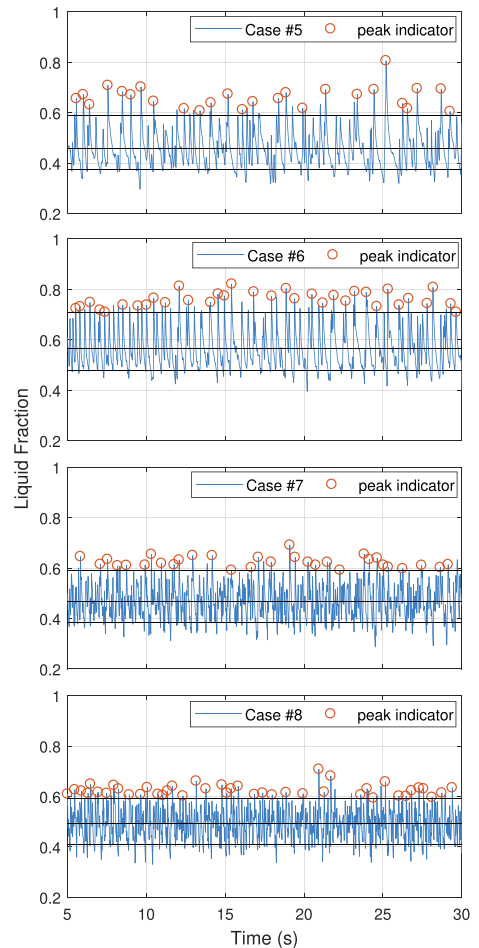 1
Case #5 peak indicator
0.8
0.6
0.4
0.2
1
Case #6 peak indicator
0.8
0.6
0.4
0.2
Liquid Fraction
1
Case #7 peak indicator
0.8
0.6
0.4
0.2
1
Case #8 peak indicator
0.8
0.6
0.4
0.2
5 10 15 20 25 30
Time (s)